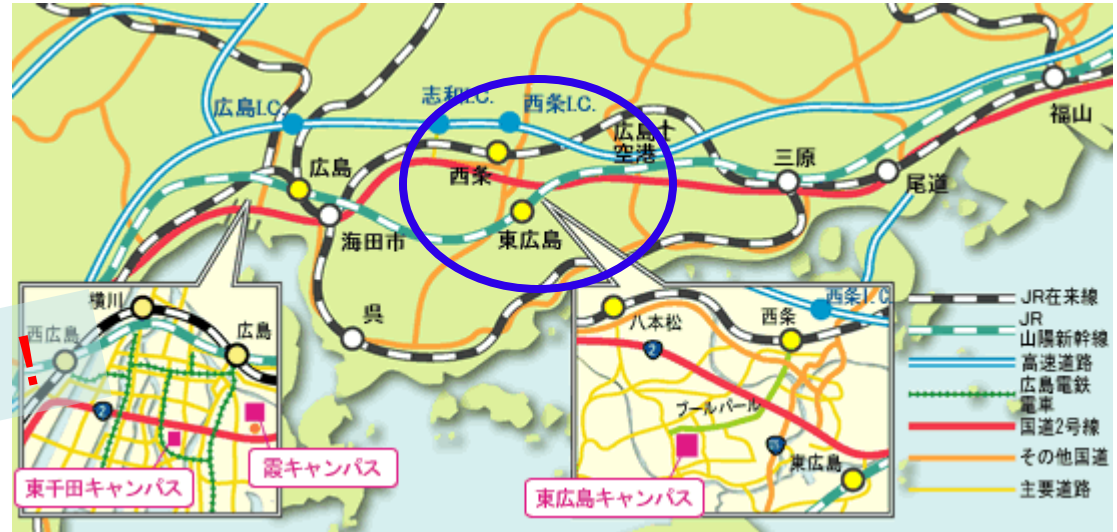 志和I.C.
西条I.C.
広島I.C.
広島
空港
福山
広島
西条
三原
尾道
海田市
東広島
呉
横川
西広島
広島
!
2
東千田キャンパス
霞キャンパス
西条I.C.
八本松
西条
2
ブールバール
東広島
東広島キャンパス
JR在来線
JR
山陽新幹線
高速道路
広島電鉄
電車
国道2号線
その他国道
主要道路